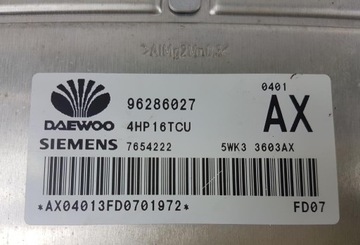 0401
DAEWOO
96286027
4HP16TCU
AX
SIEMENS
7654222
5WK3 3603AX
*AX04013FD0701972*
FD07